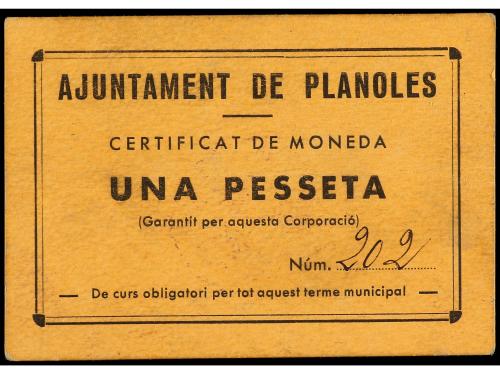 AJUNTAMENT DE PLANOLES
CERTIFICAT DE MONEDA
UNA PESSETA
(Garantit per aquesta Corporació)
Núm. 202
— De curs obligatori per tot aquest terme municipal —